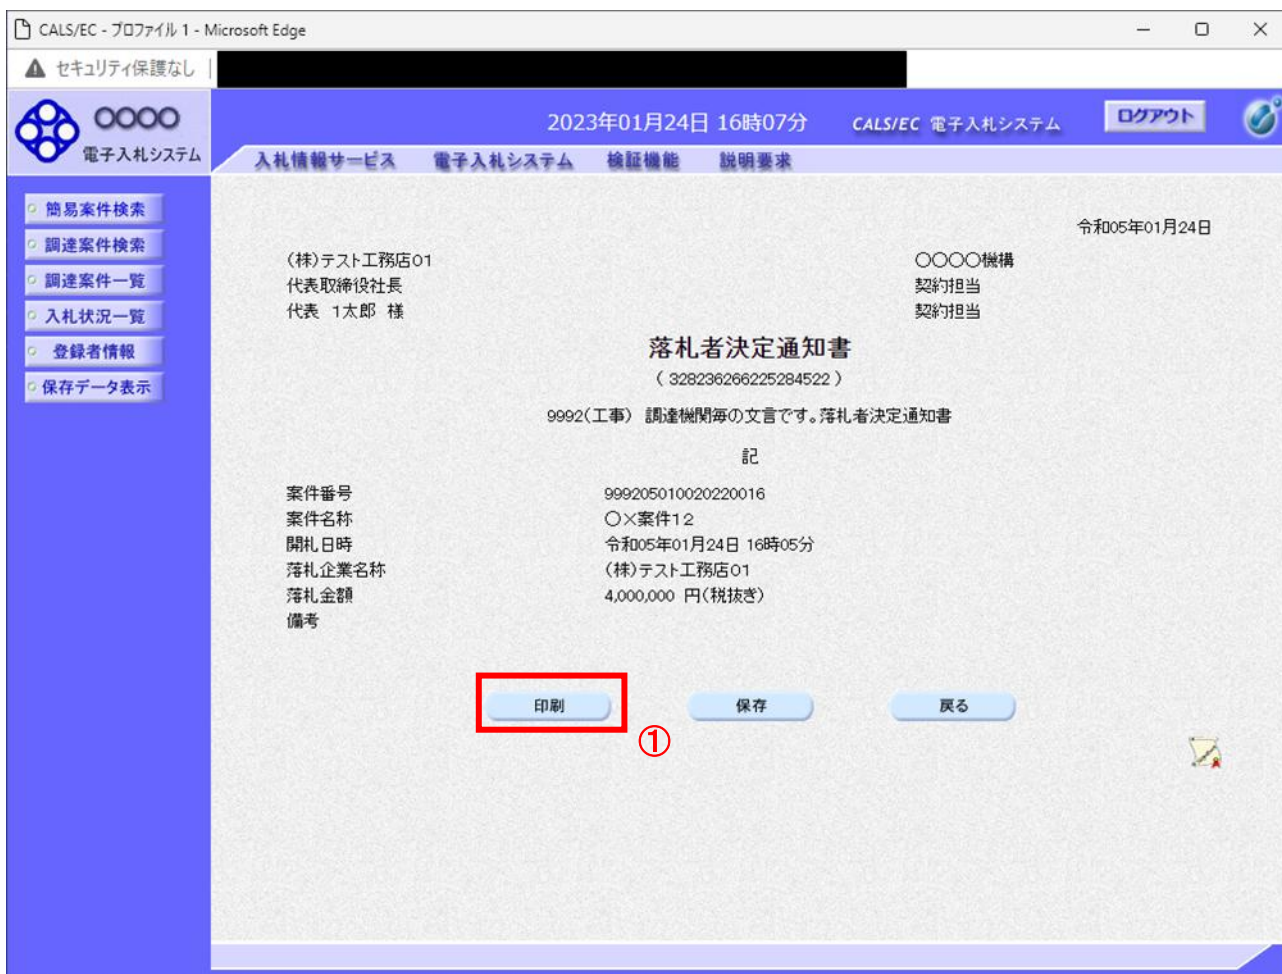 CALS/EC - プロファイル 1 - Microsoft Edge
セキュリティ保護なし
〇〇〇〇
電子入札システム
2023年01月24日 16時07分
CALS/EC 電子入札システム
ログアウト
入札情報サービス 電子入札システム 検証機能 説明要求
簡易案件検索
調達案件検索
調達案件一覧
入札状況一覧
登録者情報
保存データ表示
令和05年01月24日
(株)テスト工務店01
代表取締役社長
代表 1太郎 様
〇〇〇〇機構
契約担当
契約担当
落札者決定通知書
( 328236266225284522 )
9992(工事) 調達機関毎の文言です。落札者決定通知書
記
案件番号 999205010020220016
案件名称 〇×案件12
開札日時 令和05年01月24日 16時05分
落札企業名称 (株)テスト工務店01
落札金額 4,000,000 円(税抜き)
備考
印刷 保存 戻る
①